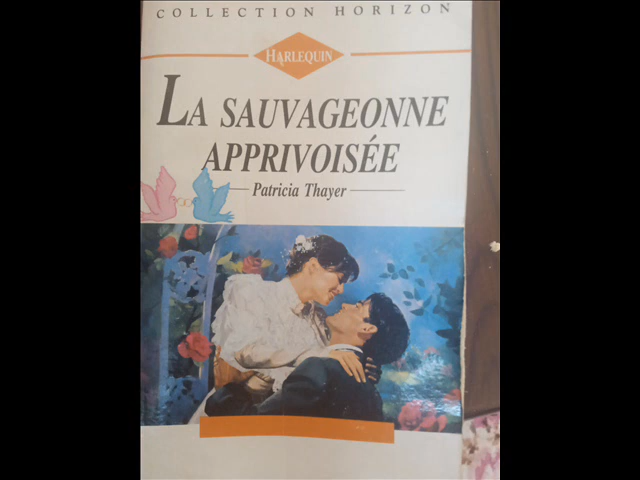 COLLECTION HORIZON
HARLEQUIN
LA SAUVAGEONNE
APPRIVOISÉE
Patricia Thayer